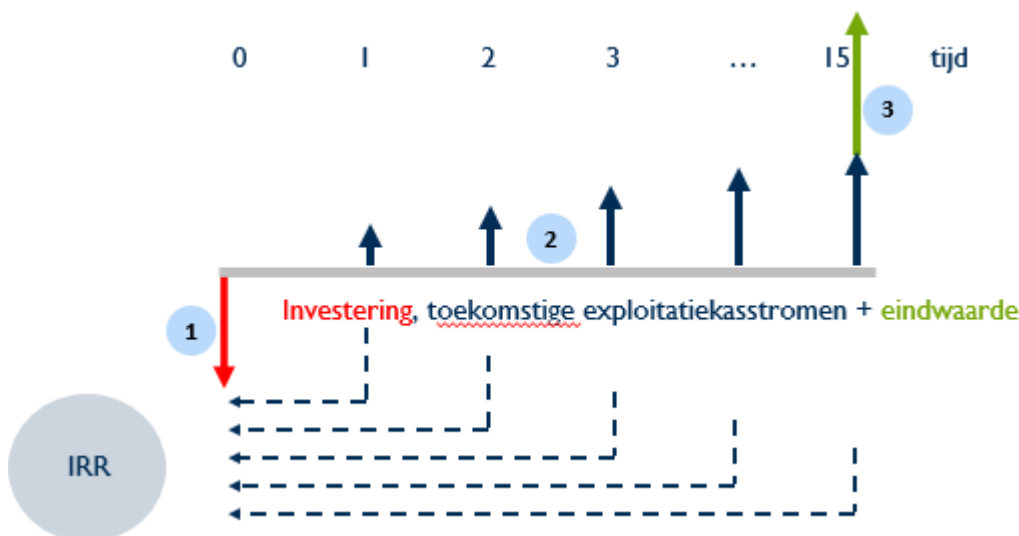 0 1 2 3 ... 15 tijd
3
2
Investering, toekomstige exploitatiekasstromen + eindwaarde
1
IRR